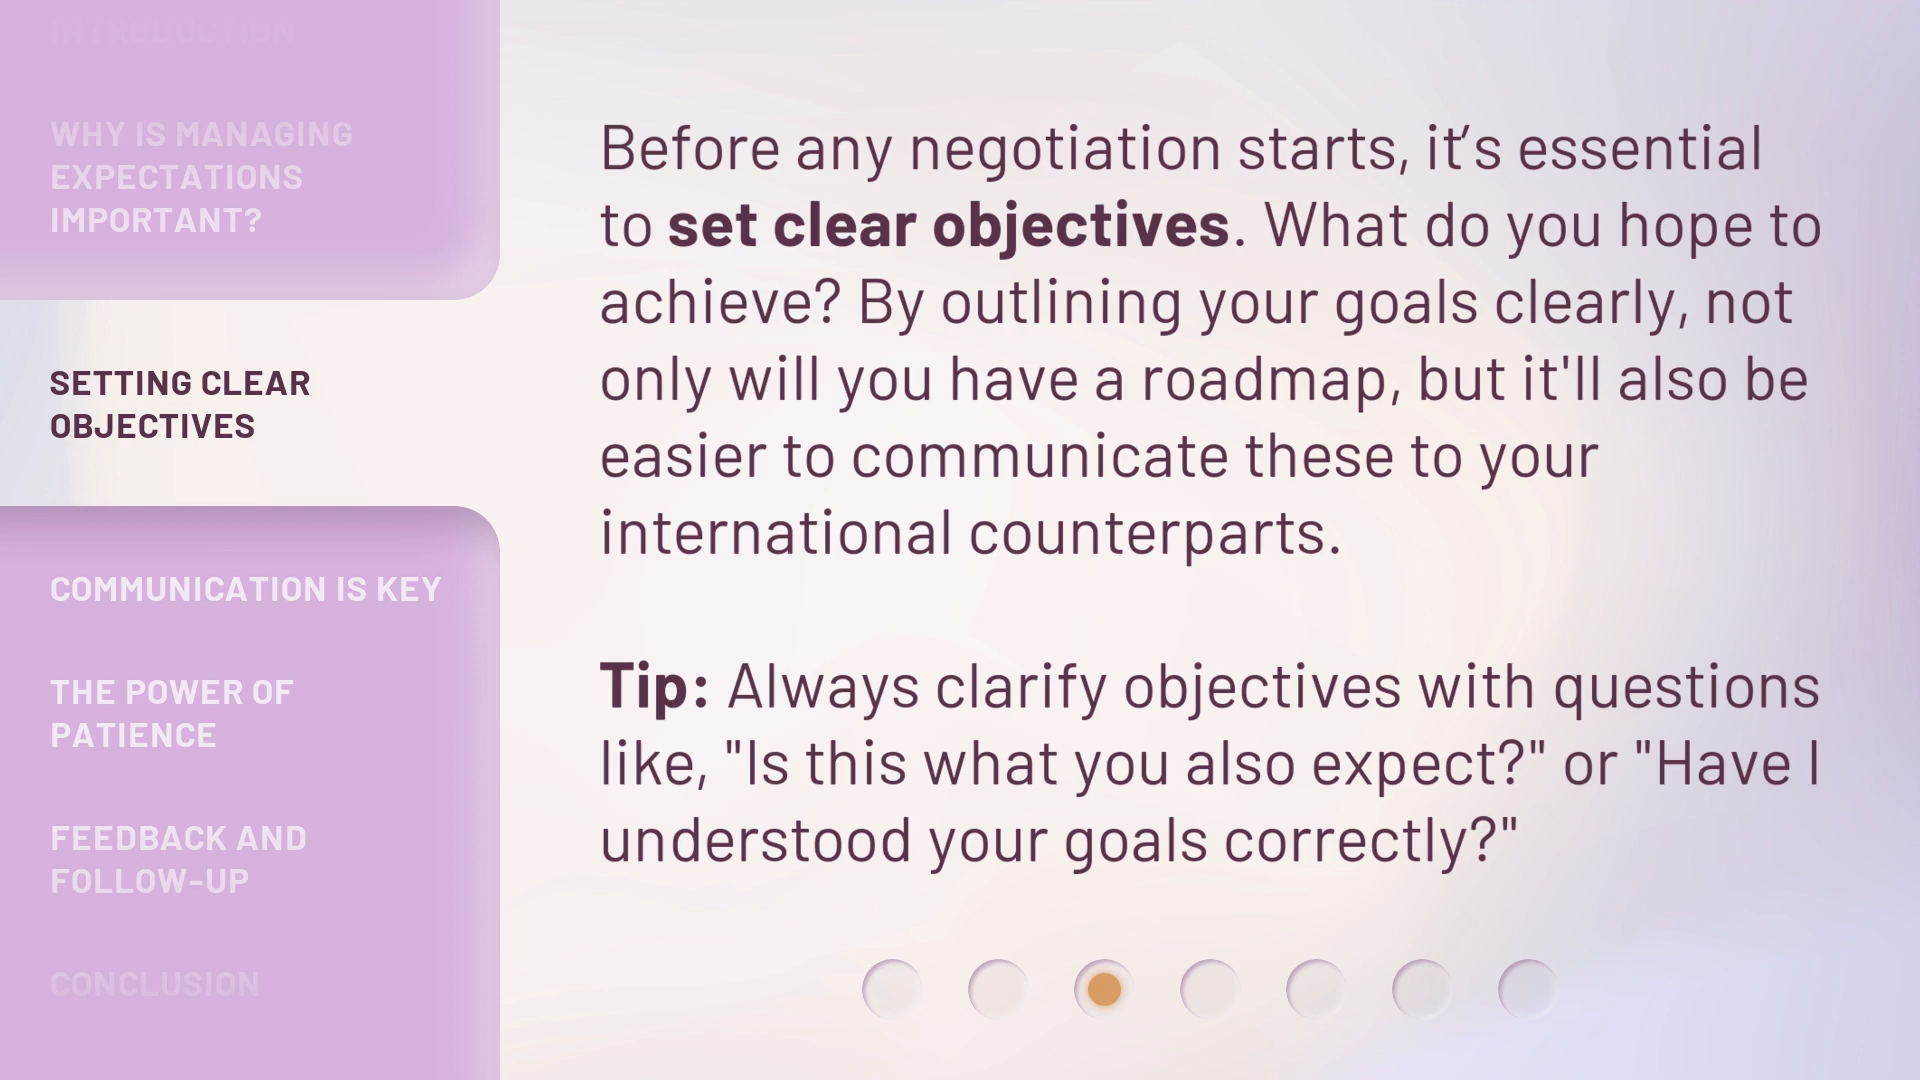 INTRODUCTION
WHY IS MANAGING
EXPECTATIONS
IMPORTANT?
SETTING CLEAR
OBJECTIVES
COMMUNICATION IS KEY
THE POWER OF
PATIENCE
FEEDBACK AND
FOLLOW-UP
CONCLUSION
Before any negotiation starts, it’s essential
to set clear objectives. What do you hope to
achieve? By outlining your goals clearly, not
only will you have a roadmap, but it'll also be
easier to communicate these to your
international counterparts.
Tip: Always clarify objectives with questions
like, "Is this what you also expect?" or "Have I
understood your goals correctly?"